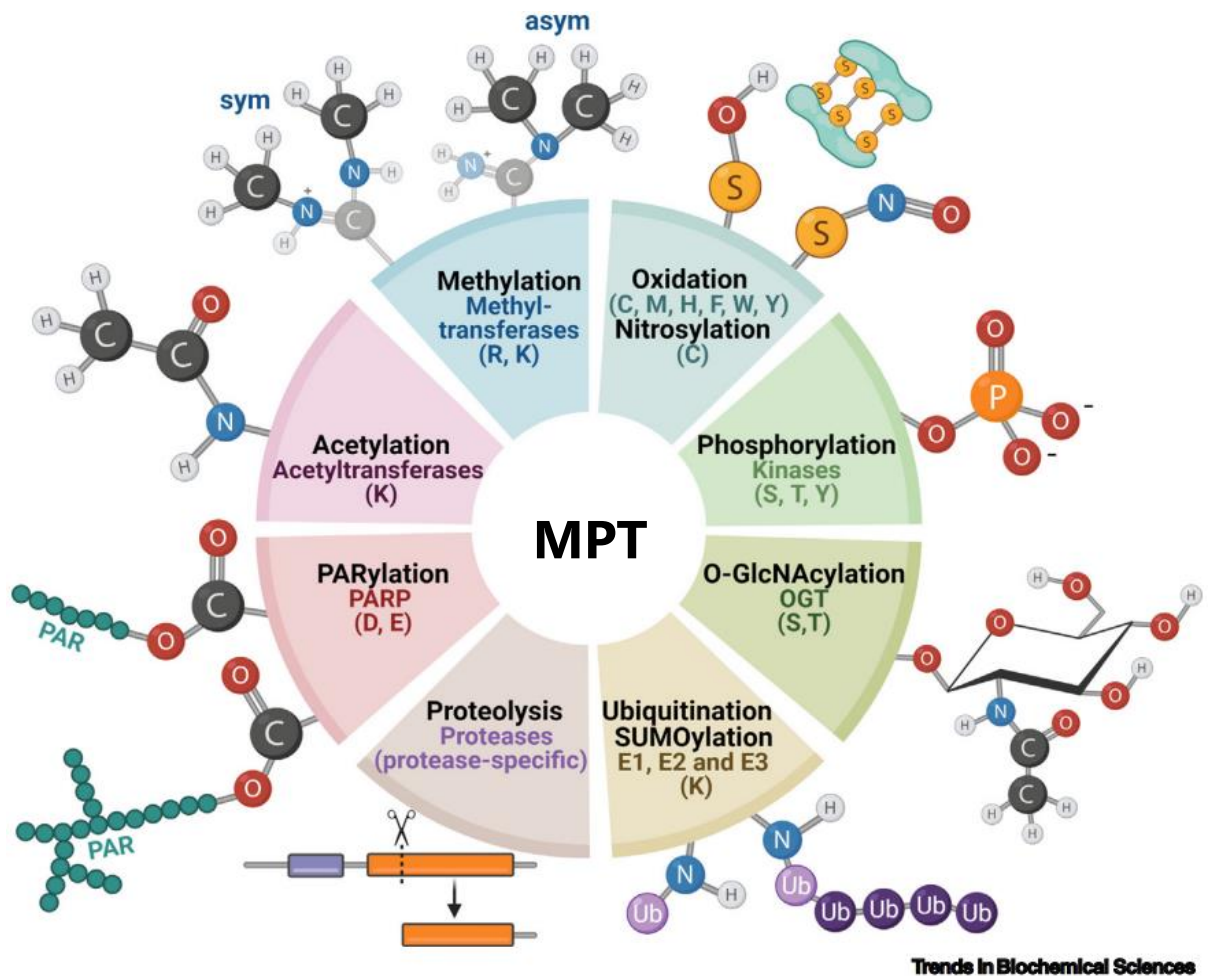 asym
sym
H
H
H
H
H
H
H
H
H
H
C
C
C
O
H
S
S
S
S
S
S
N
H
N
+
C
H
H
H
C
H
N
+
H
C
H
S
N
O
S
Methylation
Methyl-
transferases
(R, K)
Oxidation
(C, M, H, F, W, Y)
Nitrosylation
(C)
H
H
H
C
O
C
N
H
O
P
O
-
O
-
O
Acetylation
Acetyltransferases
(K)
Phosphorylation
Kinases
(S, T, Y)
MPT
PARylation
PARP
(D, E)
O-GlcNAcylation
OGT
(S,T)
O
C
O
PAR
O
C
O
PAR
H
O
O
O
H
O
H
O
H
N
C
O
C
H
H
H
Proteolysis
Proteases
(protease-specific)
Ubiquitination
SUMOylation
E1, E2 and E3
(K)
N
H
Ub
N
H
Ub
Ub
Ub
Ub
Ub
Trends in Biochemical Sciences